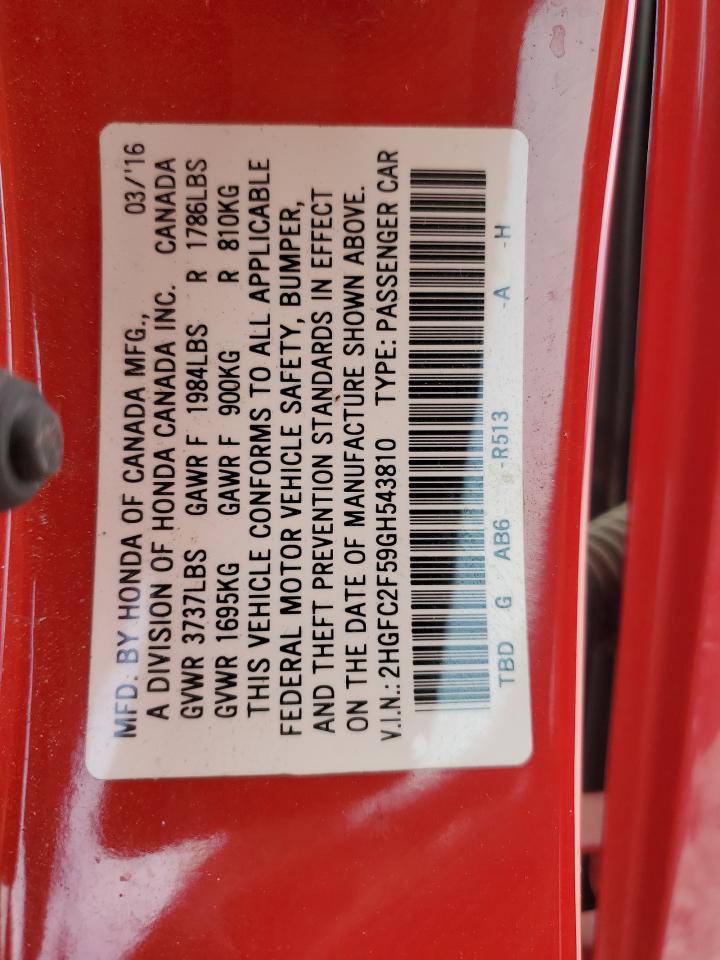 MFD. BY HONDA OF CANADA MFG., 03/'16
A DIVISION OF HONDA CANADA INC. CANADA
GVWR 3737LBS GAWR F 1984LBS R 1786LBS
GVWR 1695KG GAWR F 900KG R 810KG
THIS VEHICLE CONFORMS TO ALL APPLICABLE
FEDERAL MOTOR VEHICLE SAFETY, BUMPER,
AND THEFT PREVENTION STANDARDS IN EFFECT
ON THE DATE OF MANUFACTURE SHOWN ABOVE.
V.I.N.: 2HGFC2F59GH543810 TYPE: PASSENGER CAR
TBD G AB6 -R513 -A -H